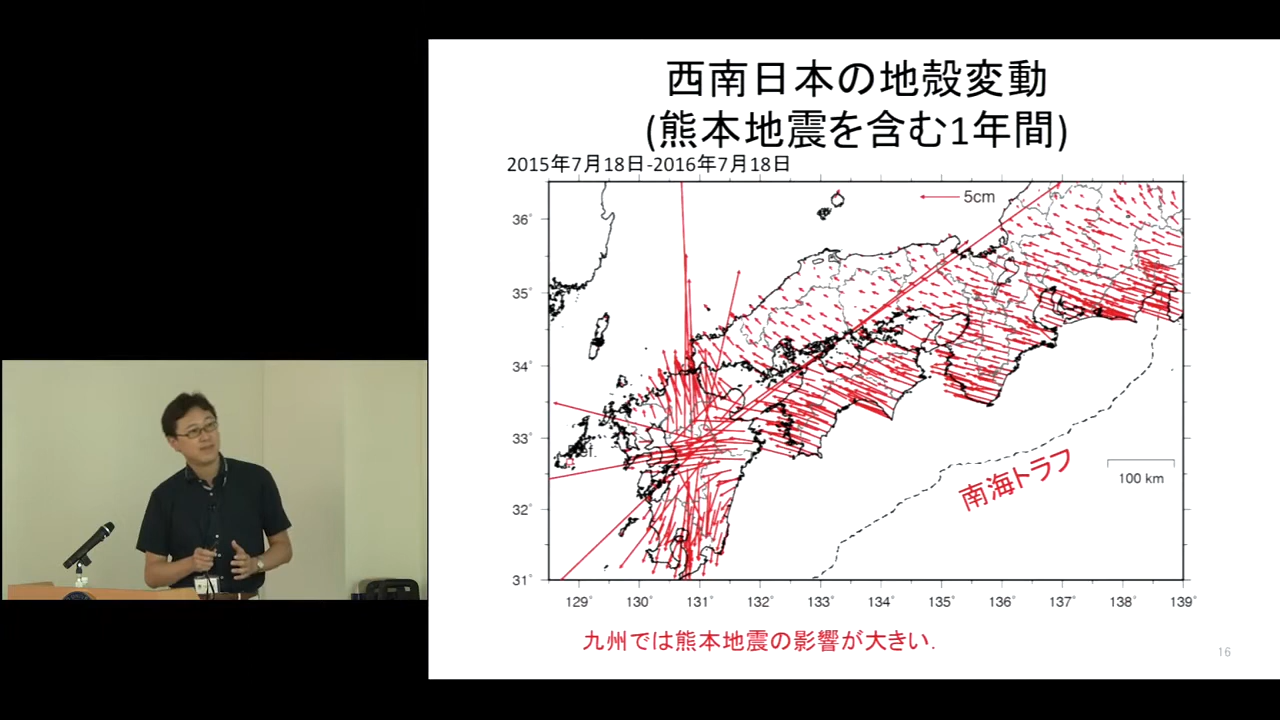 西南日本の地殻変動
(熊本地震を含む1年間)
2015年7月18日-2016年7月18日
5cm
36°
35°
34°
33°
32°
31°
Ref.
南海トラフ
100 km
129° 130° 131° 132° 133° 134° 135° 136° 137° 138° 139°
九州では熊本地震の影響が大きい.
16